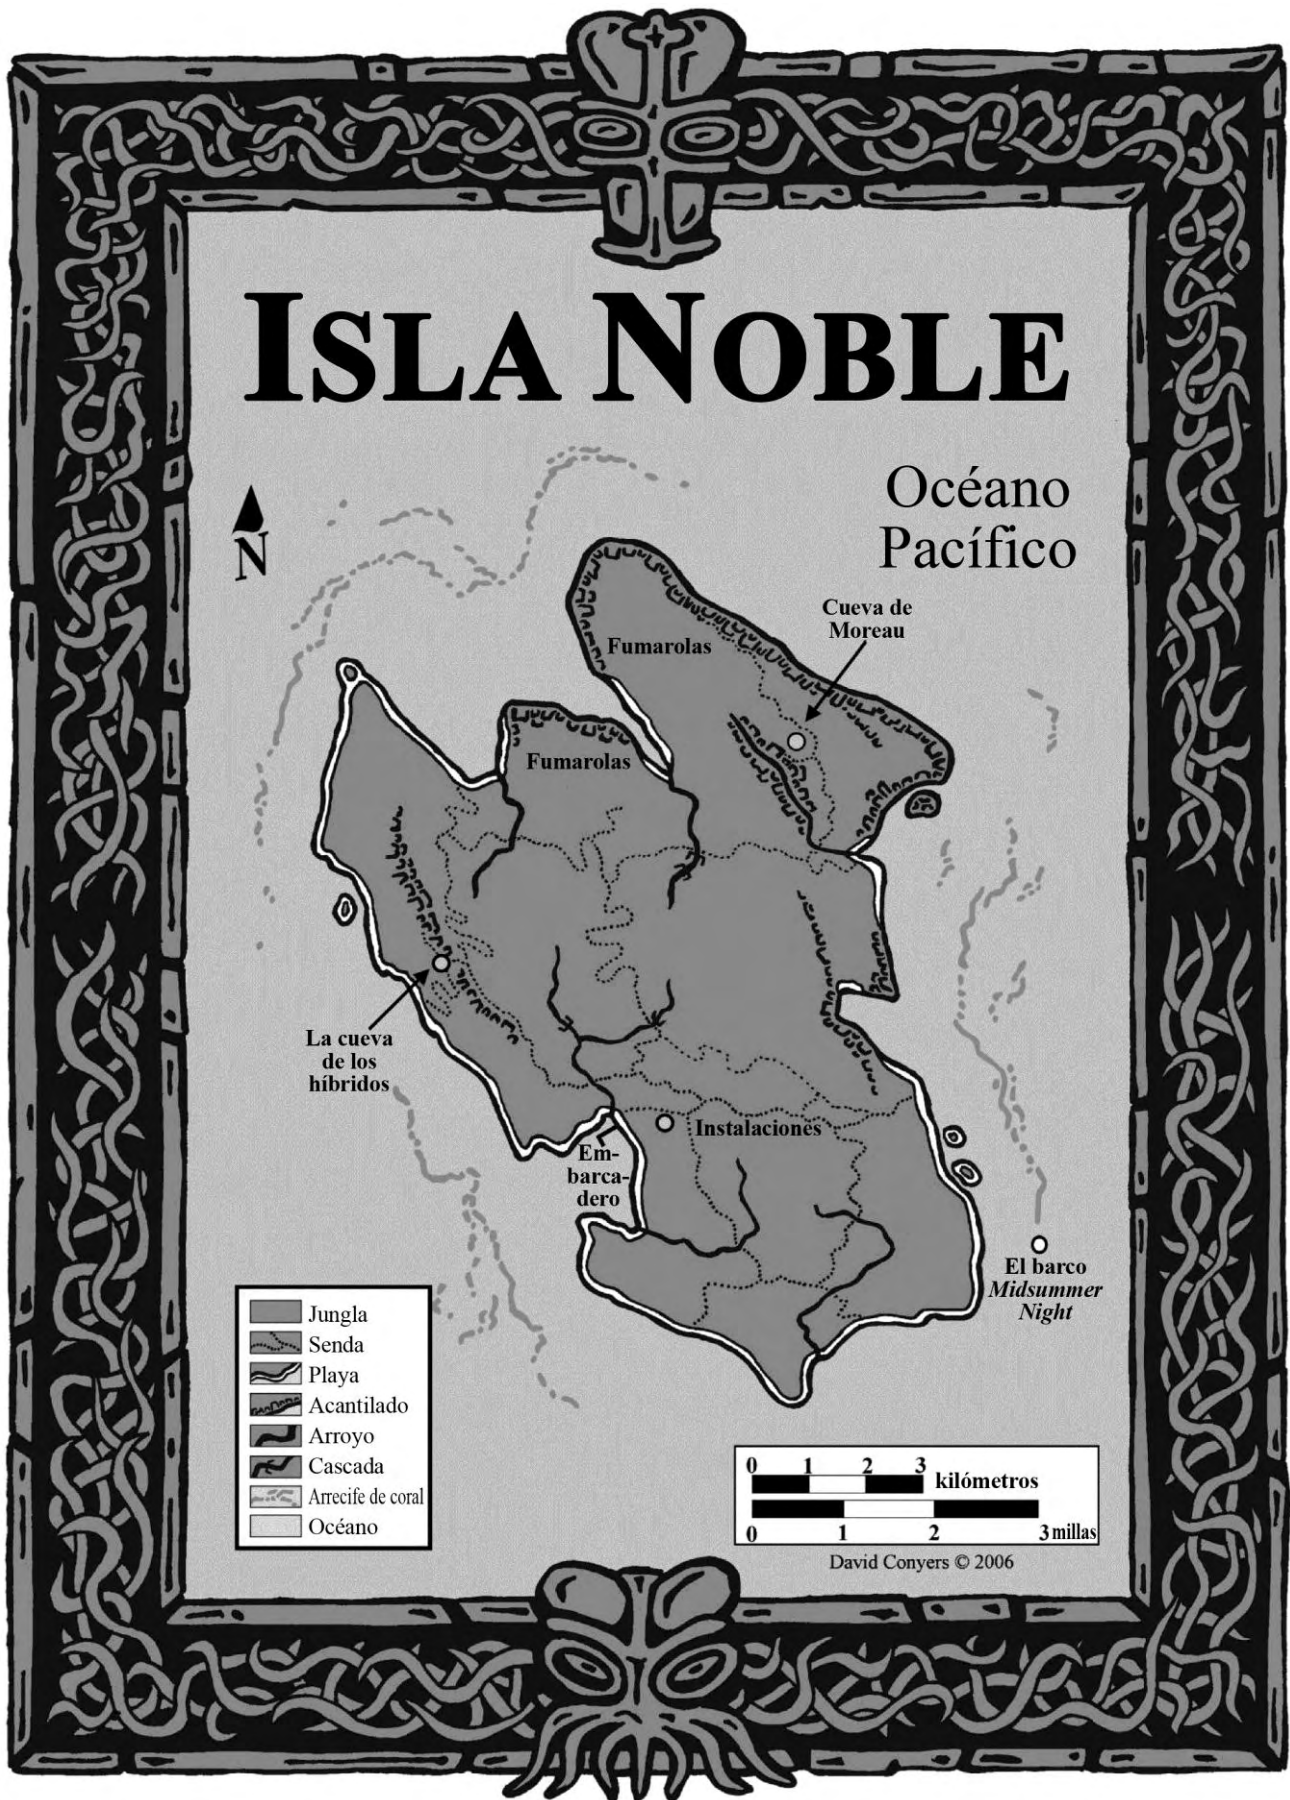 ISLA NOBLE
Océano
Pacífico
N
Cueva de
Moreau
Fumarolas
Fumarolas
La cueva
de los
híbridos
Instalaciones
Em-
barca-
dero
El barco
Midsummer
Night
Jungla
Senda
Playa
Acantilado
Arroyo
Cascada
Arrecife de coral
Océano
0 1 2 3 kilómetros
0 1 2 3 millas
David Conyers © 2006